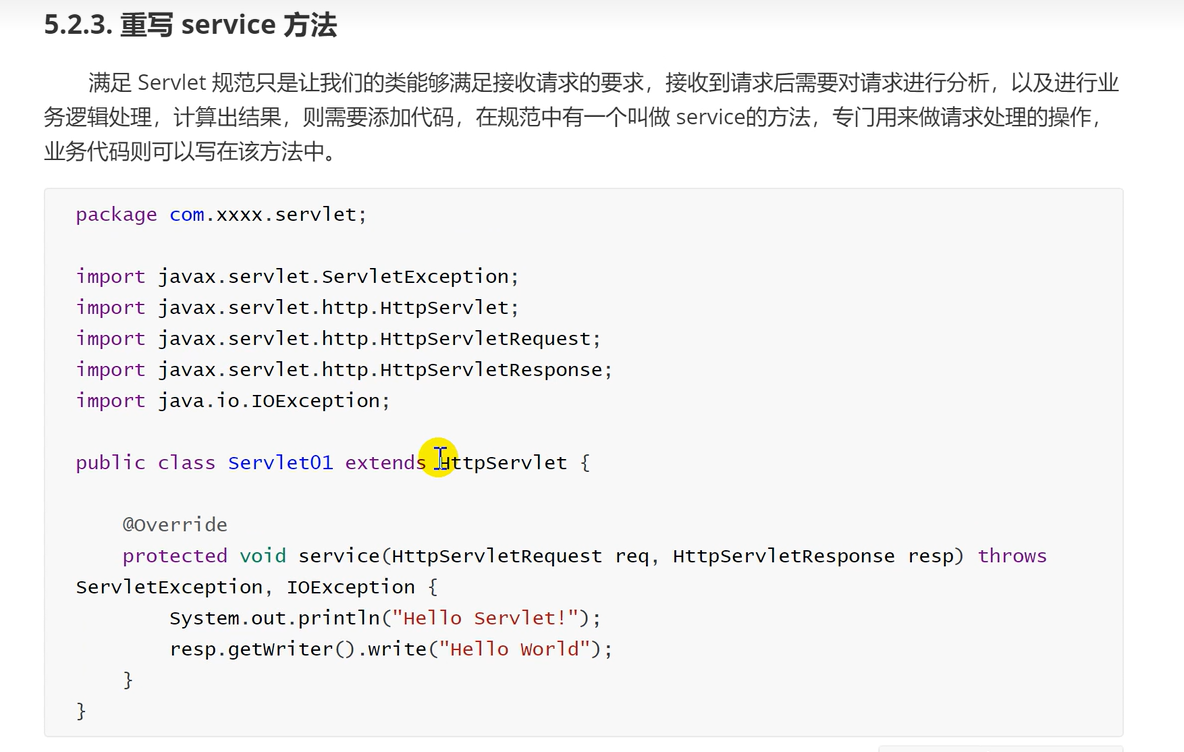 5.2.3. 重写 service 方法
满足 Servlet 规范只是让我们的类能够满足接收请求的要求，接收到请求后需要对请求进行分析，以及进行业
务逻辑处理，计算出结果，则需要添加代码，在规范中有一个叫做 service的方法，专门用来做请求处理的操作，
业务代码则可以写在该方法中。
package com.xxxx.servlet;
import javax.servlet.ServletException;
import javax.servlet.http.HttpServlet;
import javax.servlet.http.HttpServletRequest;
import javax.servlet.http.HttpServletResponse;
import java.io.IOException;
public class Servlet01 extends HttpServlet {
@Override
protected void service(HttpServletRequest req, HttpServletResponse resp) throws
ServletException, IOException {
System.out.println("Hello Servlet!");
resp.getWriter().write("Hello World");
}
}